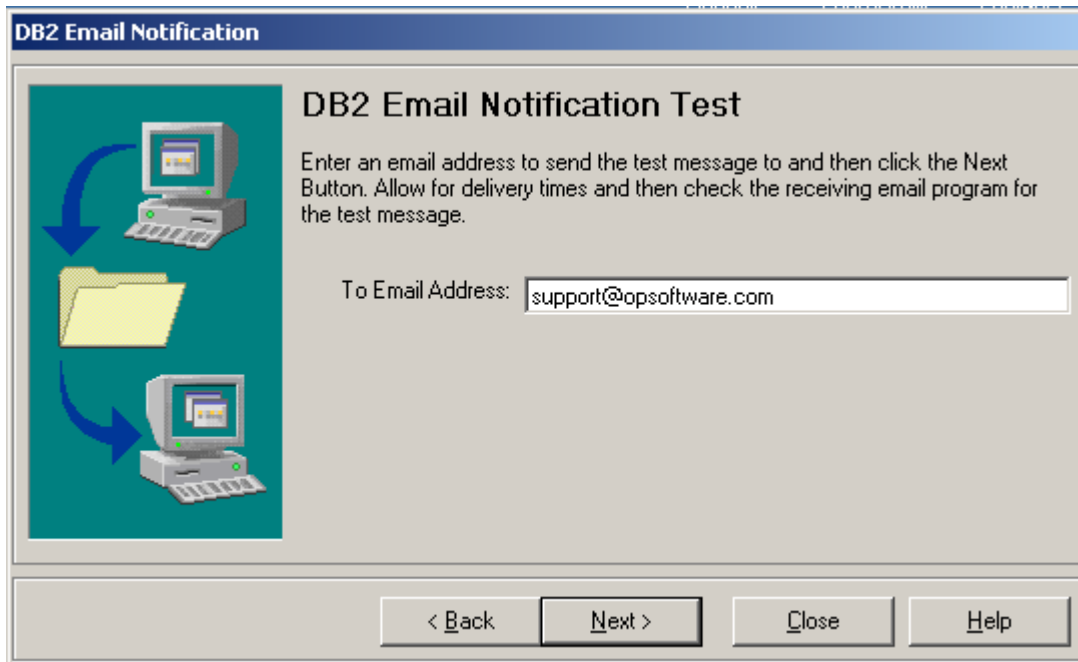 DB2 Email Notification
DB2 Email Notification Test
Enter an email address to send the test message to and then click the Next
Button. Allow for delivery times and then check the receiving email program for
the test message.
To Email Address: support@opsoftware.com
< Back Next > Close Help